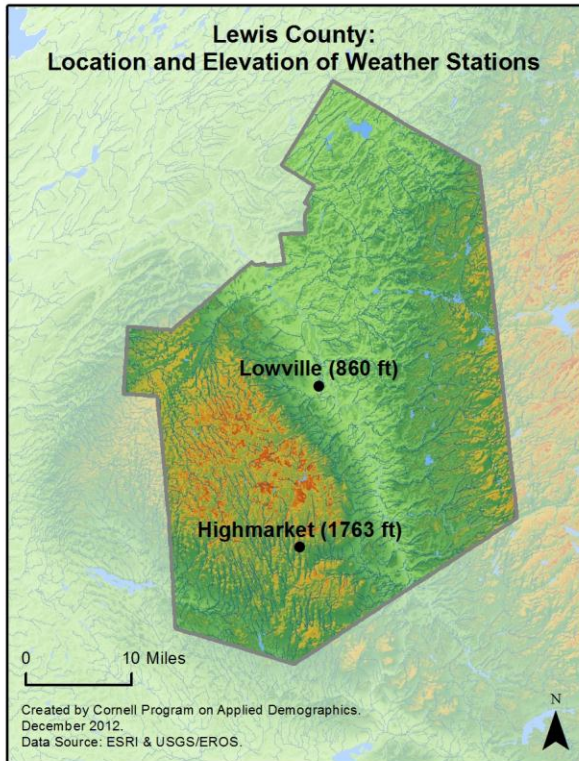 Lewis County:
Location and Elevation of Weather Stations
Lowville (860 ft)
Highmarket (1763 ft)
0 10 Miles
N
Created by Cornell Program on Applied Demographics.
December 2012.
Data Source: ESRI & USGS/EROS.